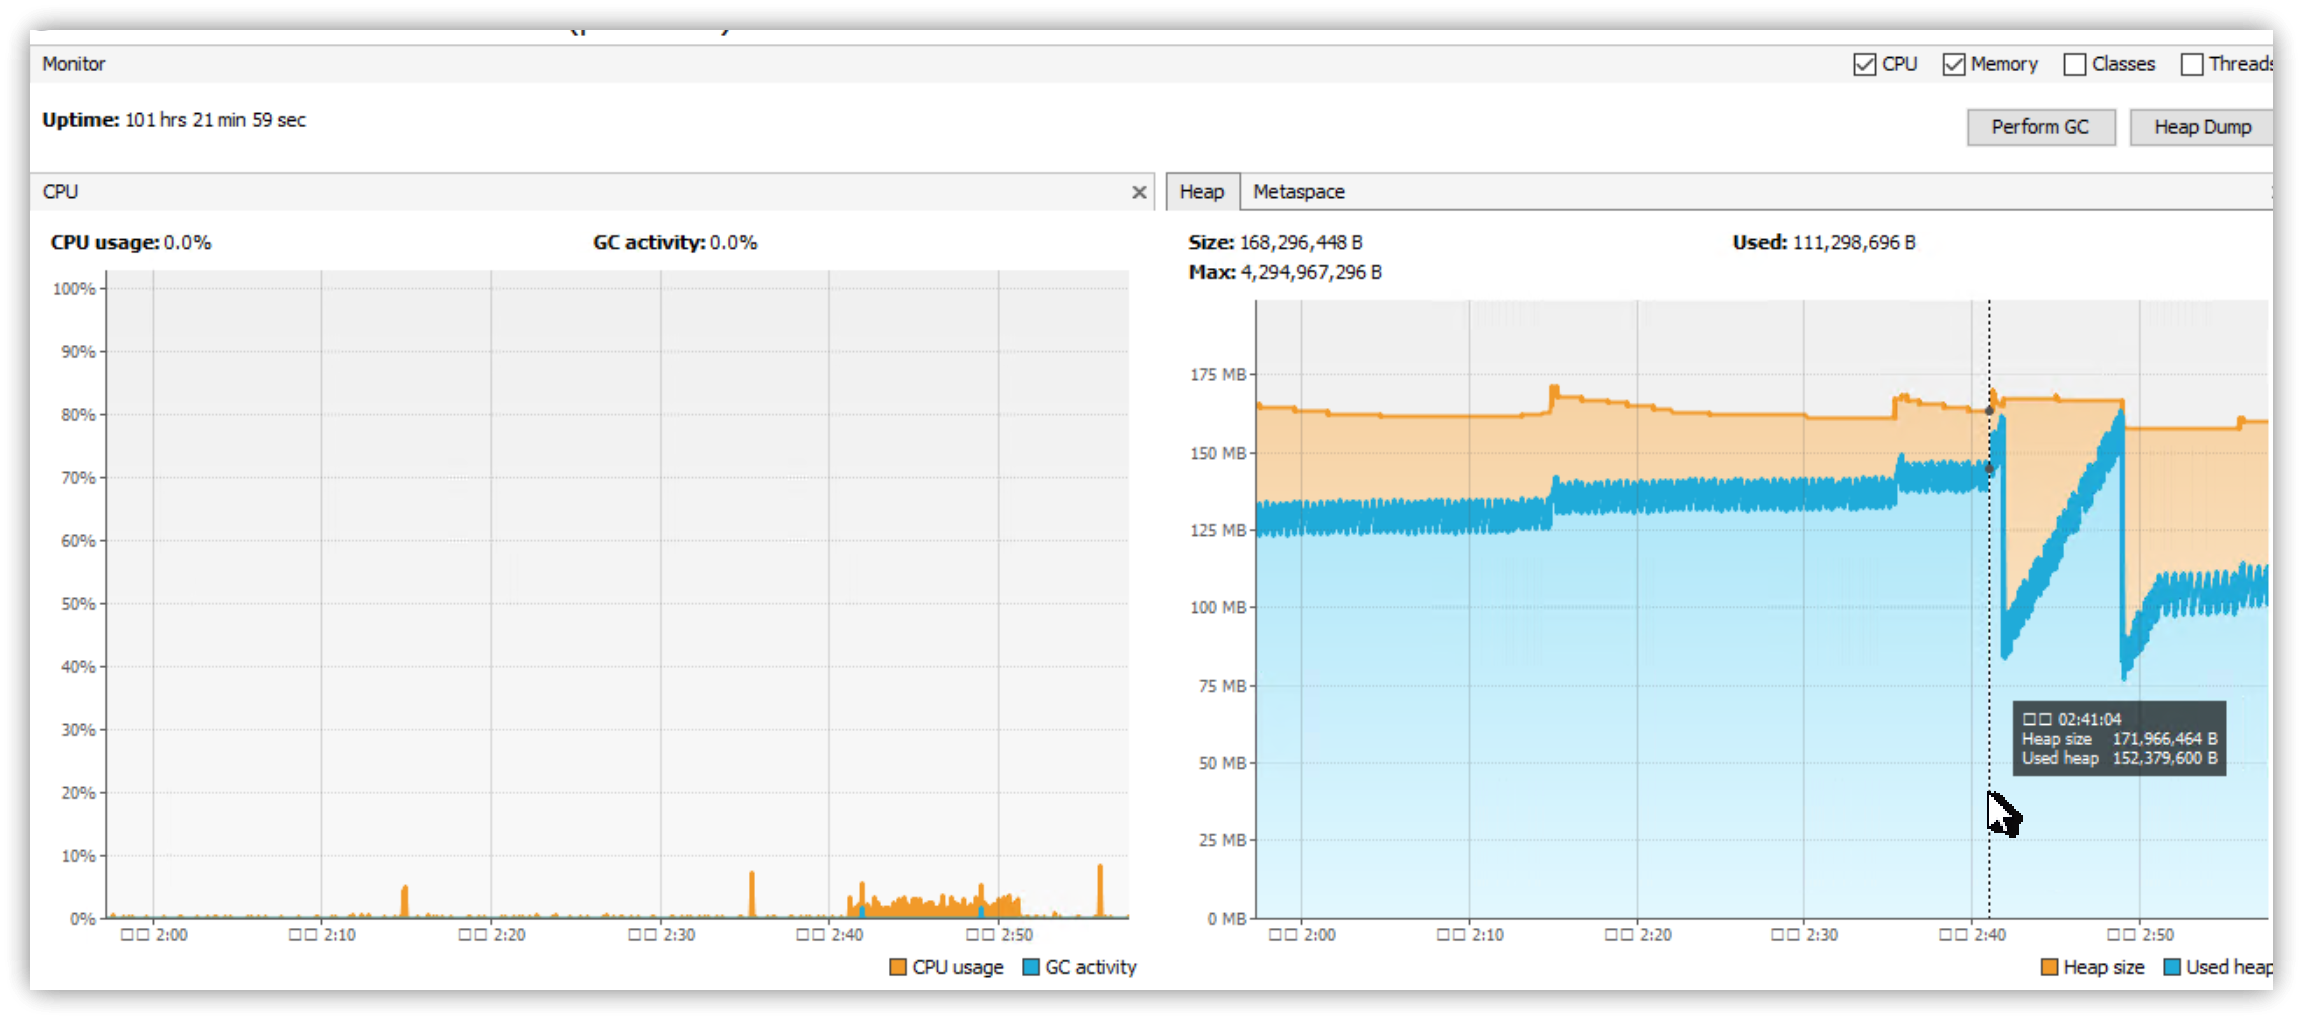 Monitor
CPU Memory Classes Threads
Uptime: 101 hrs 21 min 59 sec
Perform GC Heap Dump
CPU
CPU usage: 0.0% GC activity: 0.0%
100%
90%
80%
70%
60%
50%
40%
30%
20%
10%
0%
□□ 2:00 □□ 2:10 □□ 2:20 □□ 2:30 □□ 2:40 □□ 2:50
CPU usage GC activity
Heap Metaspace
Size: 168,296,448 B Used: 111,298,696 B
Max: 4,294,967,296 B
175 MB
150 MB
125 MB
100 MB
75 MB
50 MB
25 MB
0 MB
□□ 02:41:04
Heap size 171,966,464 B
Used heap 152,379,600 B
□□ 2:00 □□ 2:10 □□ 2:20 □□ 2:30 □□ 2:40 □□ 2:50
Heap size Used heap